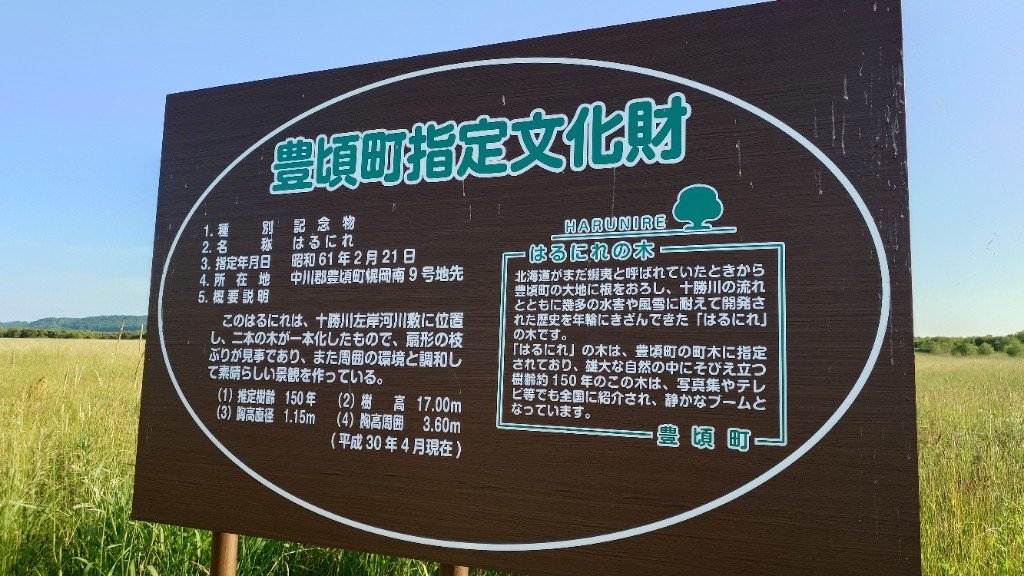 豊頃町指定文化財
1. 種別 記念物
2. 名称 はるにれ
3. 指定年月日 昭和61年2月21日
4. 所在地 中川郡豊頃町幌岡南9号地先
5. 概要説明
このはるにれは、十勝川左岸河川敷に位置
し、二本の木が一本化したもので、扇形の枝
ぶりが見事であり、また周囲の環境と調和し
て素晴らしい景観を作っている。
(1) 推定樹齢 150年 (2) 樹高 17.00m
(3) 胸高直径 1.15m (4) 胸高周囲 3.60m
(平成30年4月現在)
HARUNIRE
はるにれの木
北海道がまだ蝦夷と呼ばれていたときから
豊頃町の大地に根をおろし、十勝川の流れ
とともに幾多の水害や風雪に耐えて開発さ
れた歴史を年輪にきざんできた「はるにれ」
の木です。
「はるにれ」の木は、豊頃町の町木に指定
されており、雄大な自然の中にそびえ立つ
樹齢約150年のこの木は、写真集やテレ
ビ等でも全国に紹介され、静かなブームと
なっています。
豊頃町